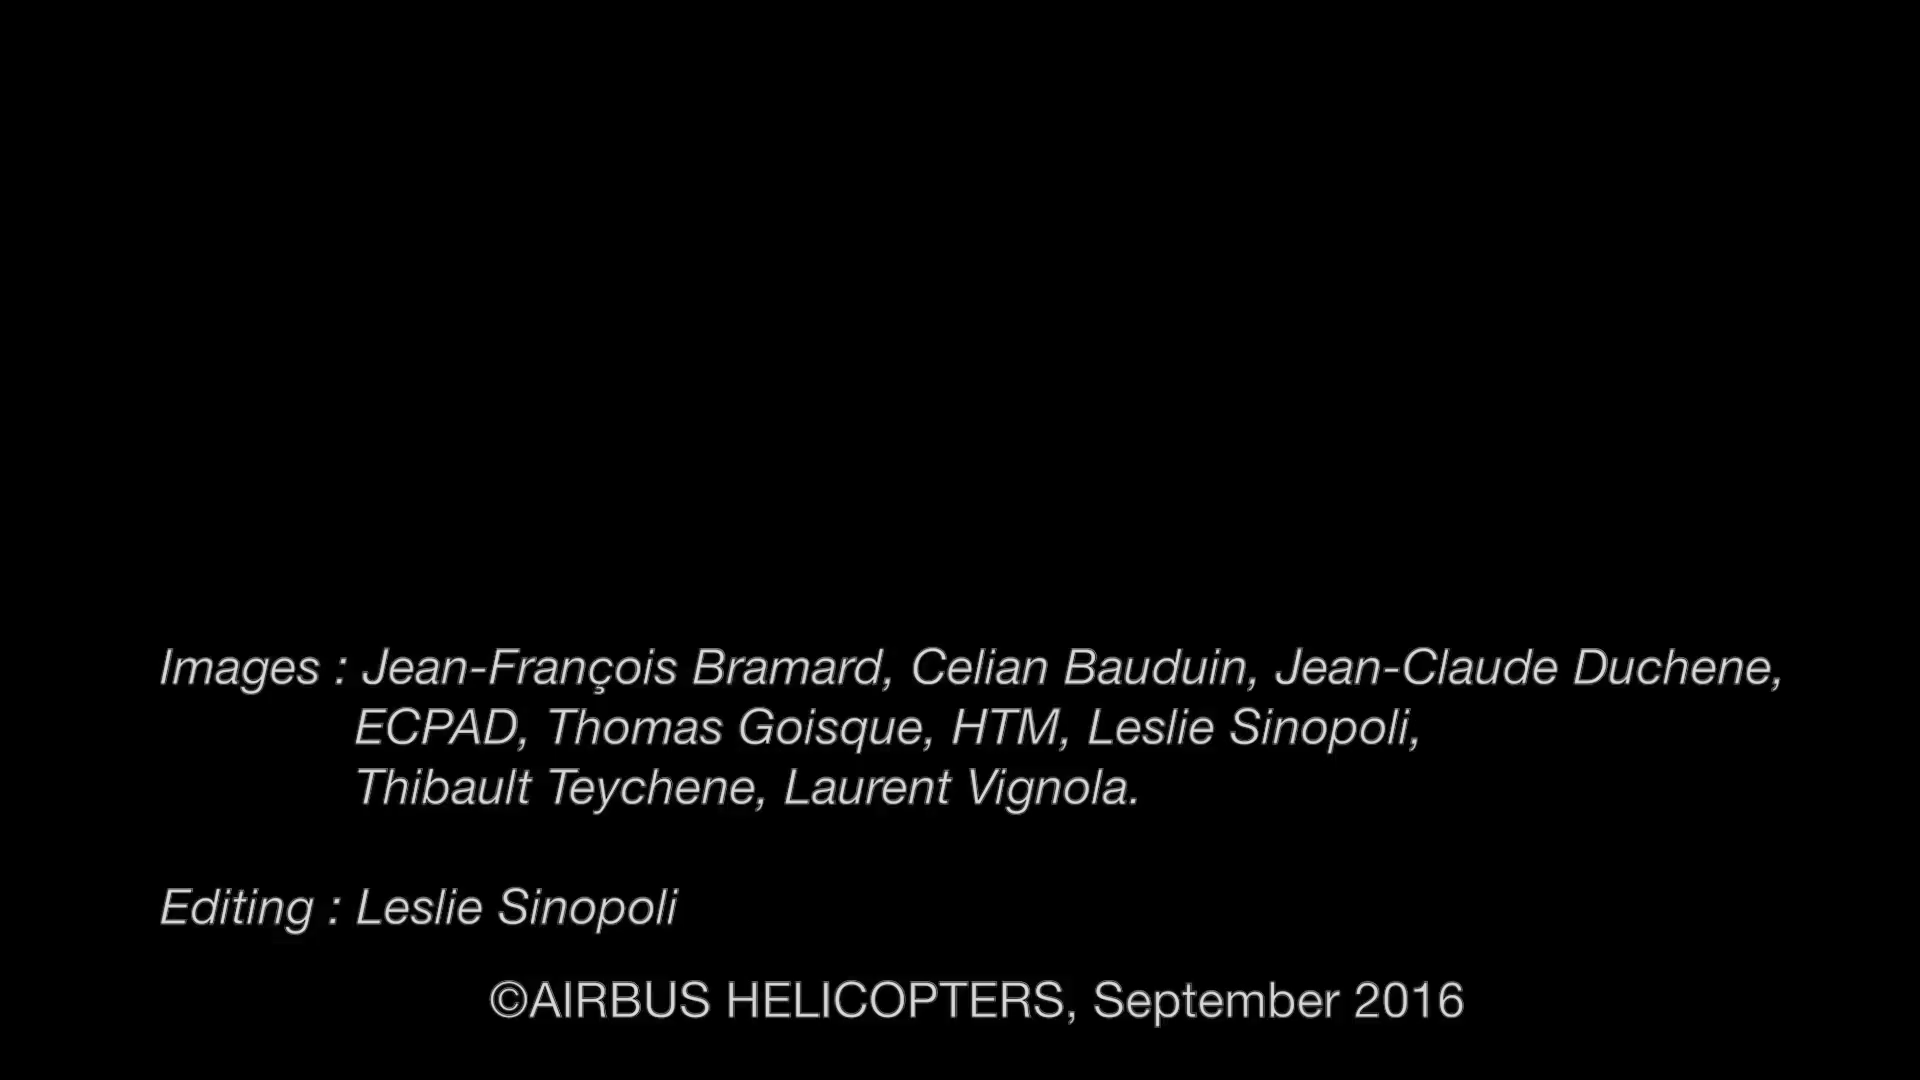 Images : Jean-François Bramard, Celian Bauduin, Jean-Claude Duchene,
ECPAD, Thomas Goisque, HTM, Leslie Sinopoli,
Thibault Teychene, Laurent Vignola.
Editing : Leslie Sinopoli
©AIRBUS HELICOPTERS, September 2016